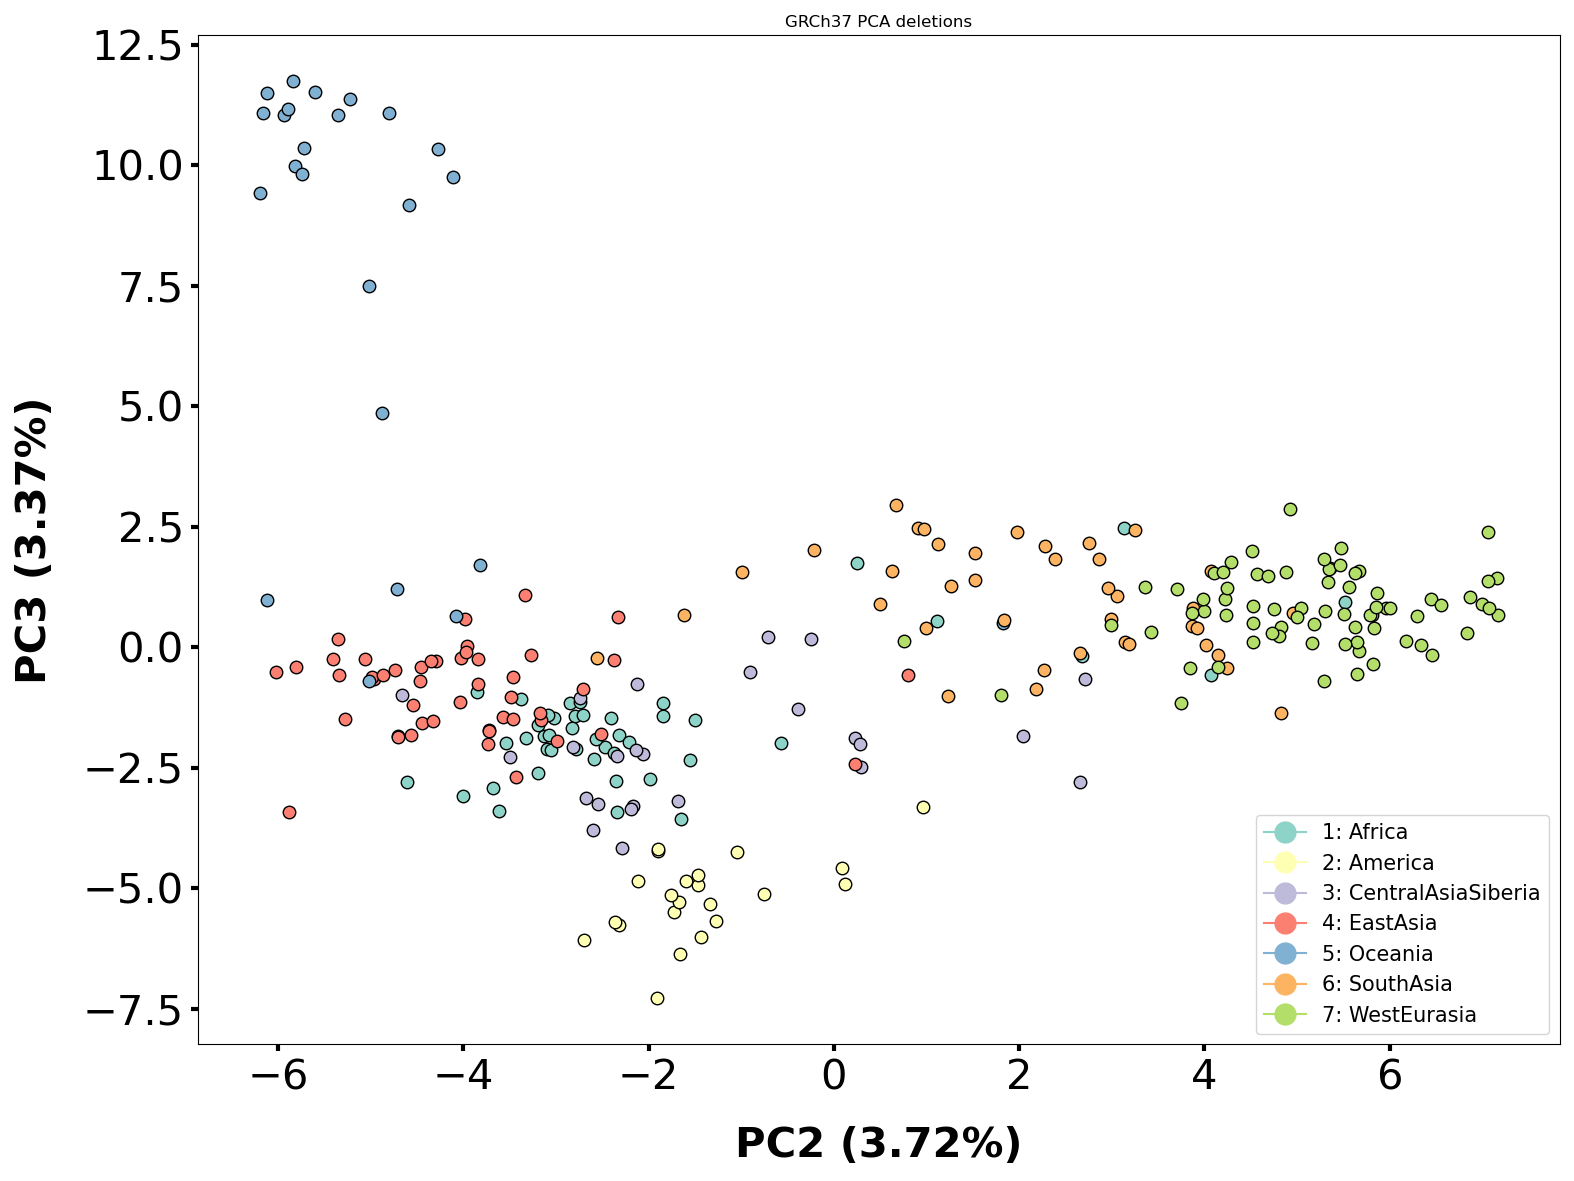 GRCh37 PCA deletions
12.5
10.0
7.5
5.0
2.5
0.0
−2.5
−5.0
−7.5
PC3 (3.37%)
−6
−4
−2
0
2
4
6
PC2 (3.72%)
1: Africa
2: America
3: CentralAsiaSiberia
4: EastAsia
5: Oceania
6: SouthAsia
7: WestEurasia